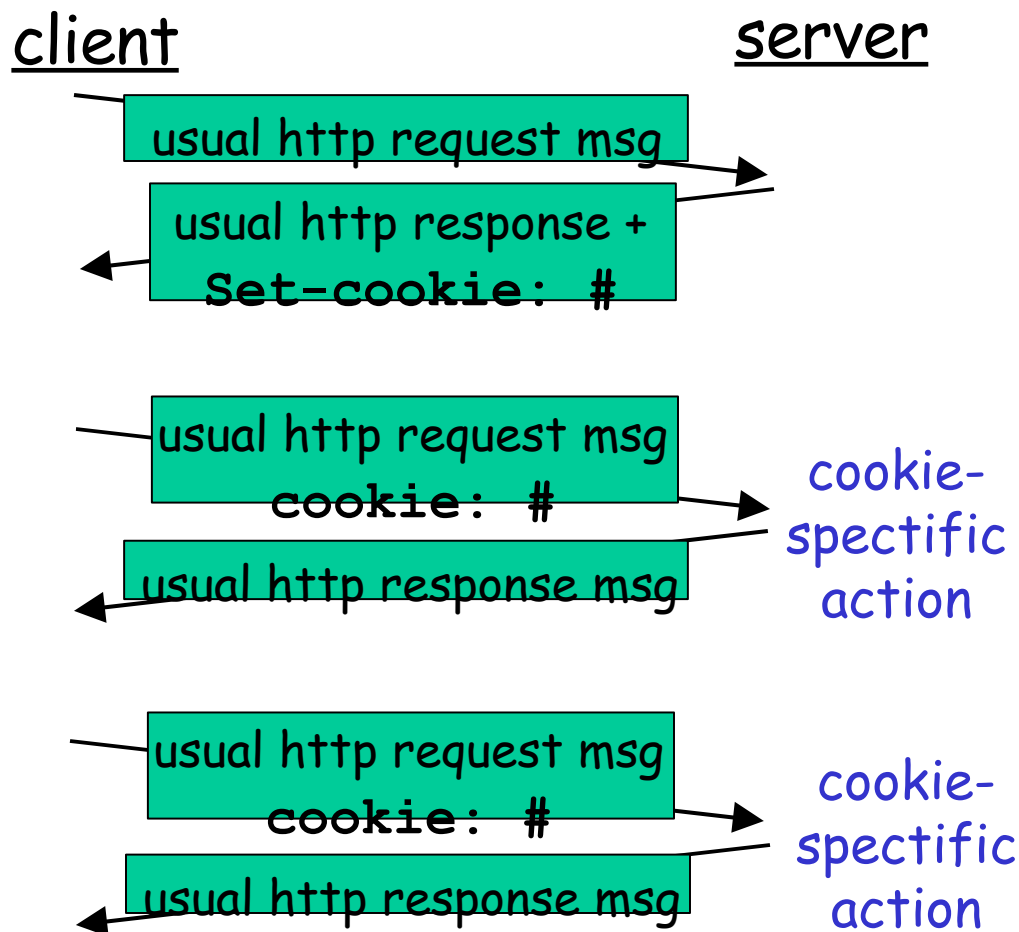 client
server
usual http request msg
usual http response +
Set-cookie: #
usual http request msg
cookie: #
cookie-
spectific
action
usual http response msg
usual http request msg
cookie: #
cookie-
spectific
action
usual http response msg